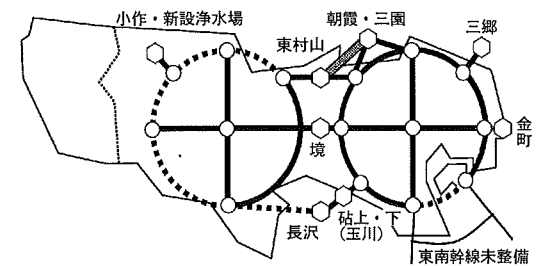 小作・新設浄水場
朝霞・三園
三郷
東村山
金町
境
長沢
砧上・下
(玉川)
東南幹線未整備